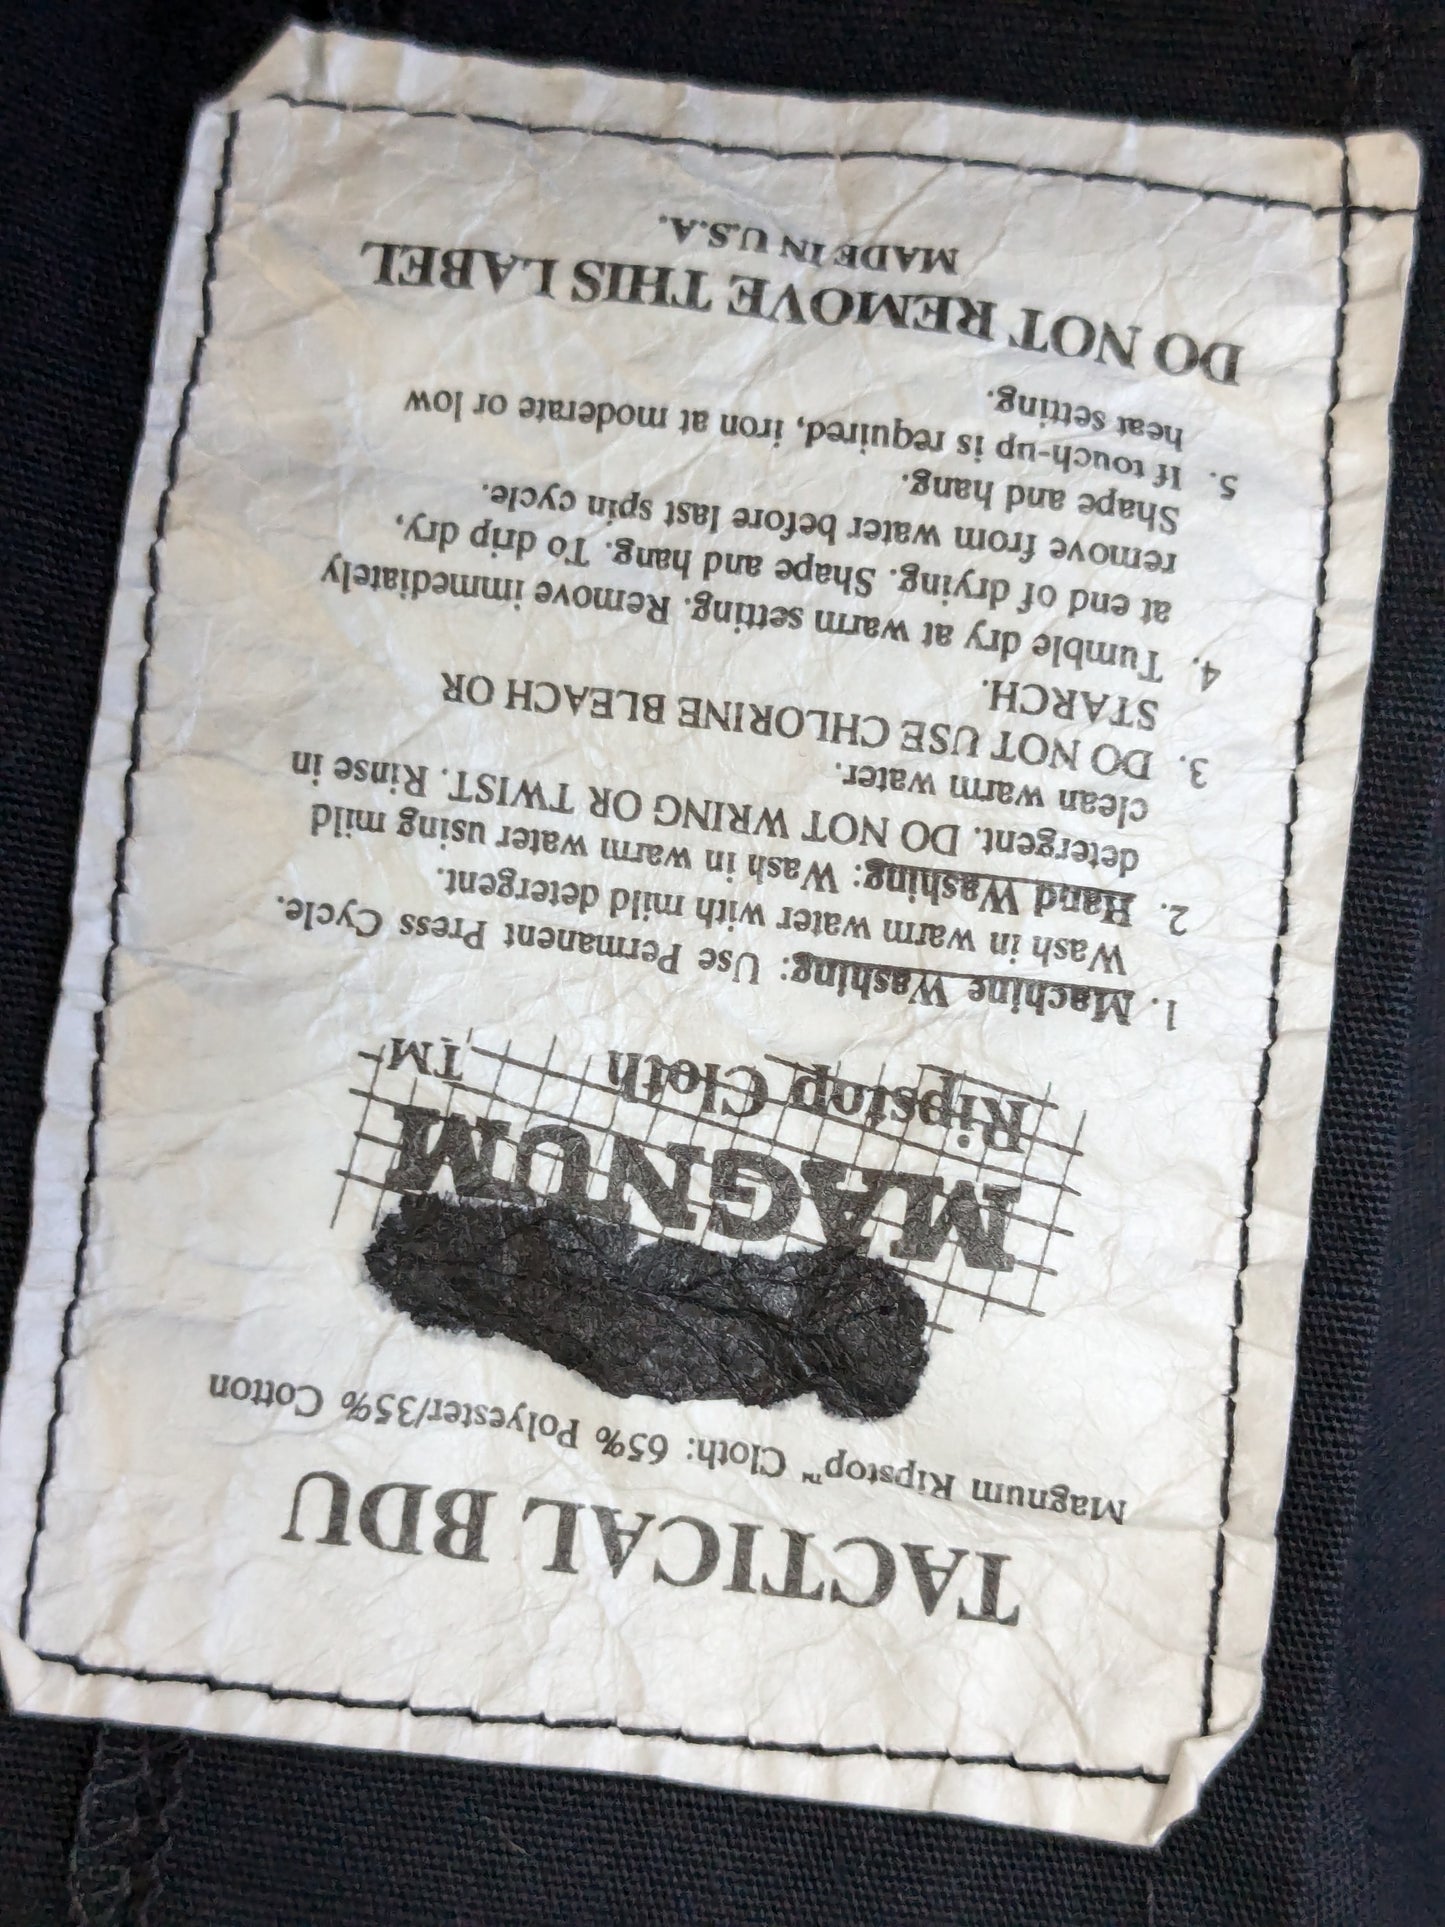 TACTICAL BDU
Magnum Ripstop™ Cloth: 65% Polyester/35% Cotton
MAGNUM
Ripstop Cloth TM
1. Machine Washing: Use Permanent Press Cycle.
Wash in warm water with mild detergent.
2. Hand Washing: Wash in warm water using mild
detergent. DO NOT WRING OR TWIST. Rinse in
clean warm water.
3. DO NOT USE CHLORINE BLEACH OR
STARCH.
4. Tumble dry at warm setting. Remove immediately
at end of drying. Shape and hang. To drip dry,
remove from water before last spin cycle.
Shape and hang.
5. If touch-up is required, iron at moderate or low
heat setting.
DO NOT REMOVE THIS LABEL
MADE IN U.S.A.